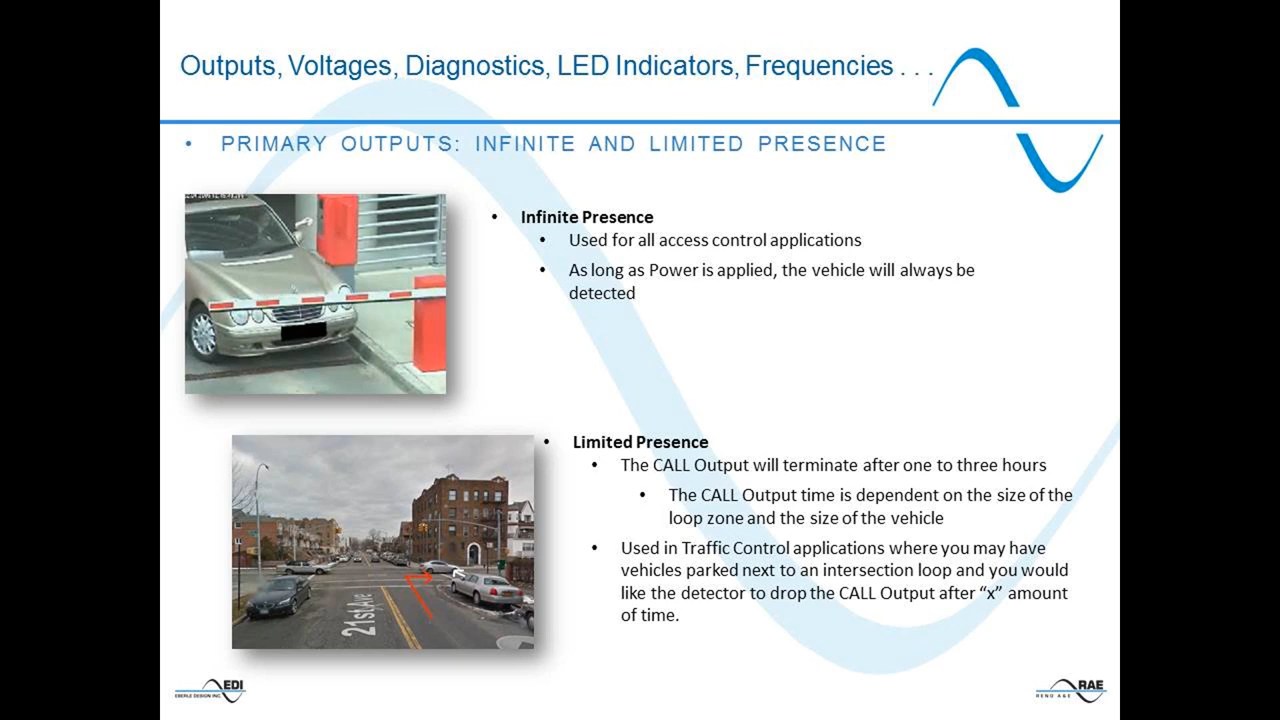 Outputs, Voltages, Diagnostics, LED Indicators, Frequencies . . .
• PRIMARY OUTPUTS: INFINITE AND LIMITED PRESENCE
• Infinite Presence
• Used for all access control applications
• As long as Power is applied, the vehicle will always be
detected
• Limited Presence
• The CALL Output will terminate after one to three hours
• The CALL Output time is dependent on the size of the
loop zone and the size of the vehicle
• Used in Traffic Control applications where you may have
vehicles parked next to an intersection loop and you would
like the detector to drop the CALL Output after “x” amount
of time.
21st Ave
EDI
EBERLE DESIGN INC.
RAE
RENO A&E